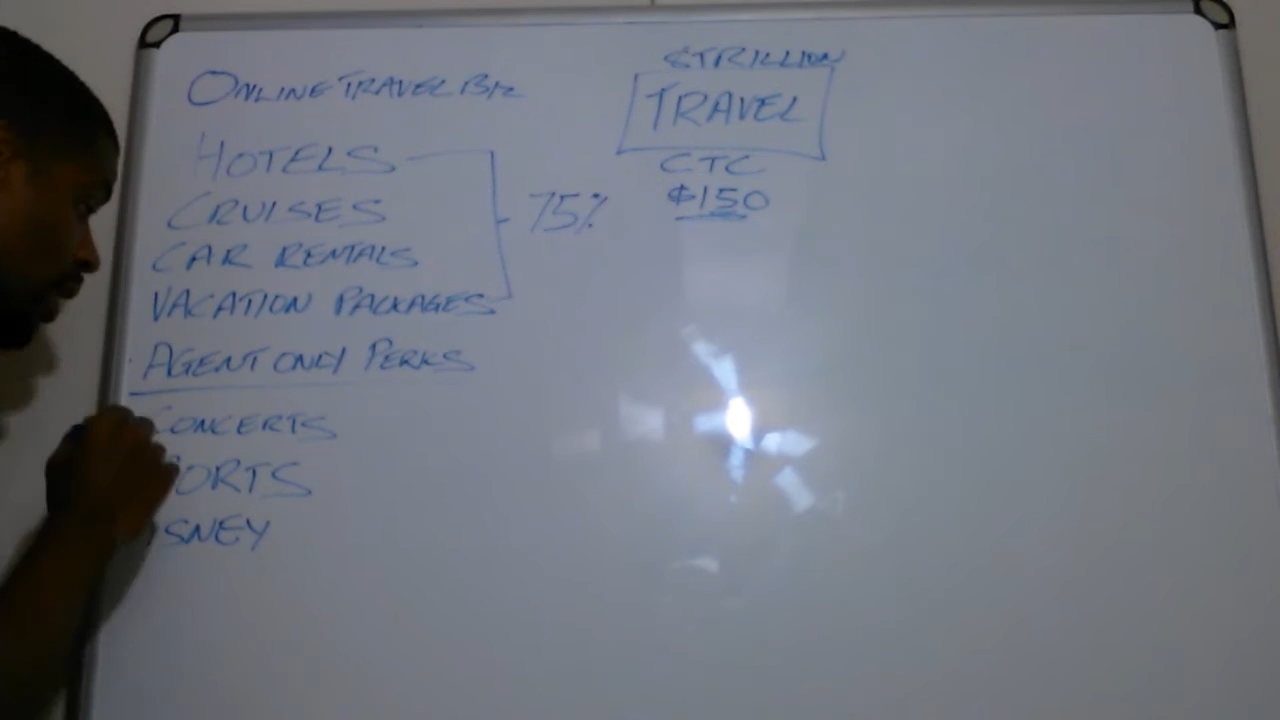 ONLINE TRAVEL BIZ
HOTELS
CRUISES
CAR RENTALS
VACATION PACKAGES
75%
AGENT ONLY PERKS
CONCERTS
ORTS
SNEY
$TRILLION
TRAVEL
CTC
$150